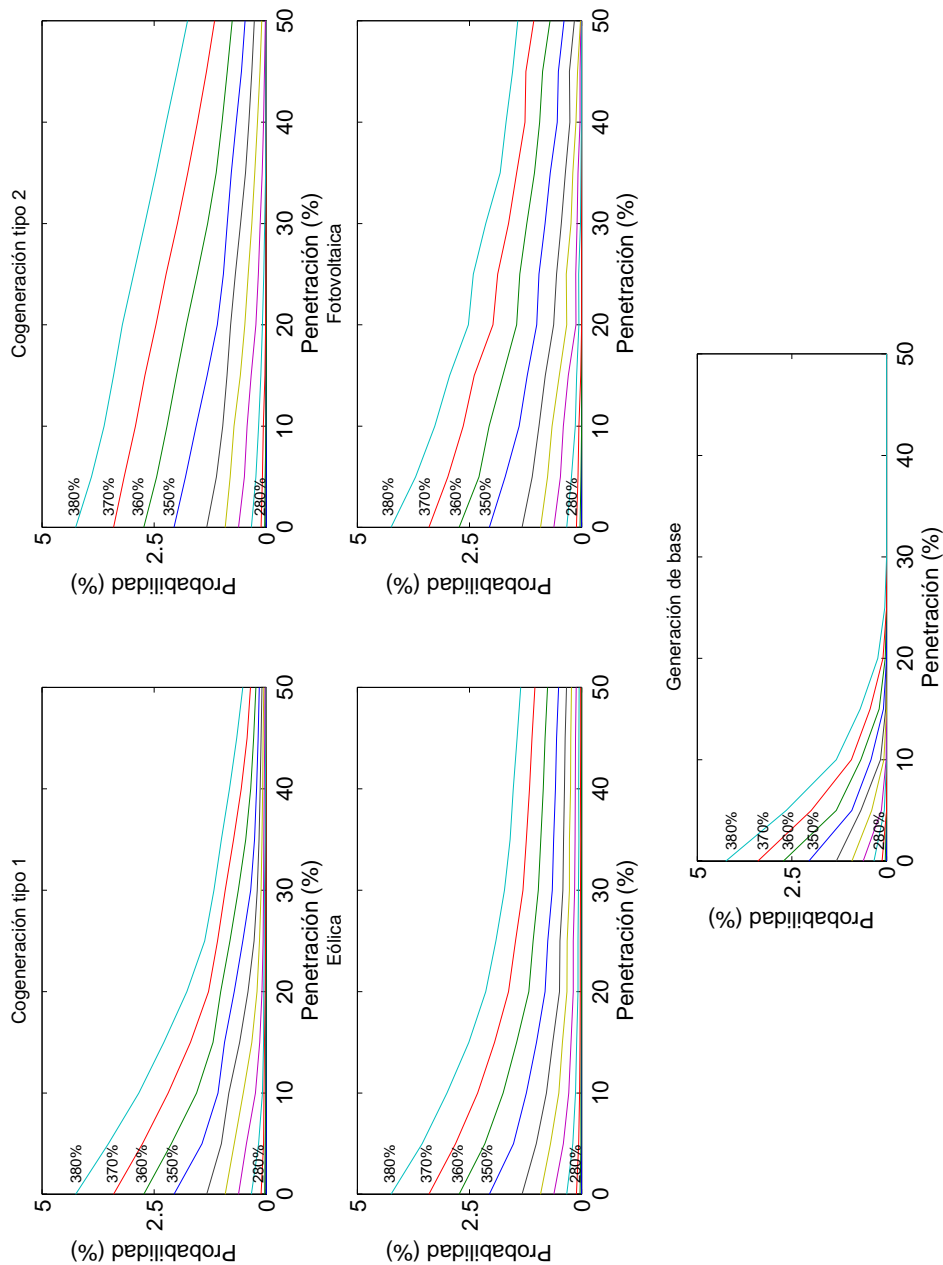 Cogeneración tipo 1
5
2.5
0
Probabilidad (%)
380%
370%
360%
350%
280%
0 10 20 30 40 50
Penetración (%)
Cogeneración tipo 2
5
2.5
0
Probabilidad (%)
380%
370%
360%
350%
280%
0 10 20 30 40 50
Penetración (%)
Eólica
5
2.5
0
Probabilidad (%)
380%
370%
360%
350%
280%
0 10 20 30 40 50
Penetración (%)
Fotovoltaica
5
2.5
0
Probabilidad (%)
380%
370%
360%
350%
280%
0 10 20 30 40 50
Penetración (%)
Generación de base
5
2.5
0
Probabilidad (%)
380%
370%
360%
350%
280%
0 10 20 30 40 50
Penetración (%)